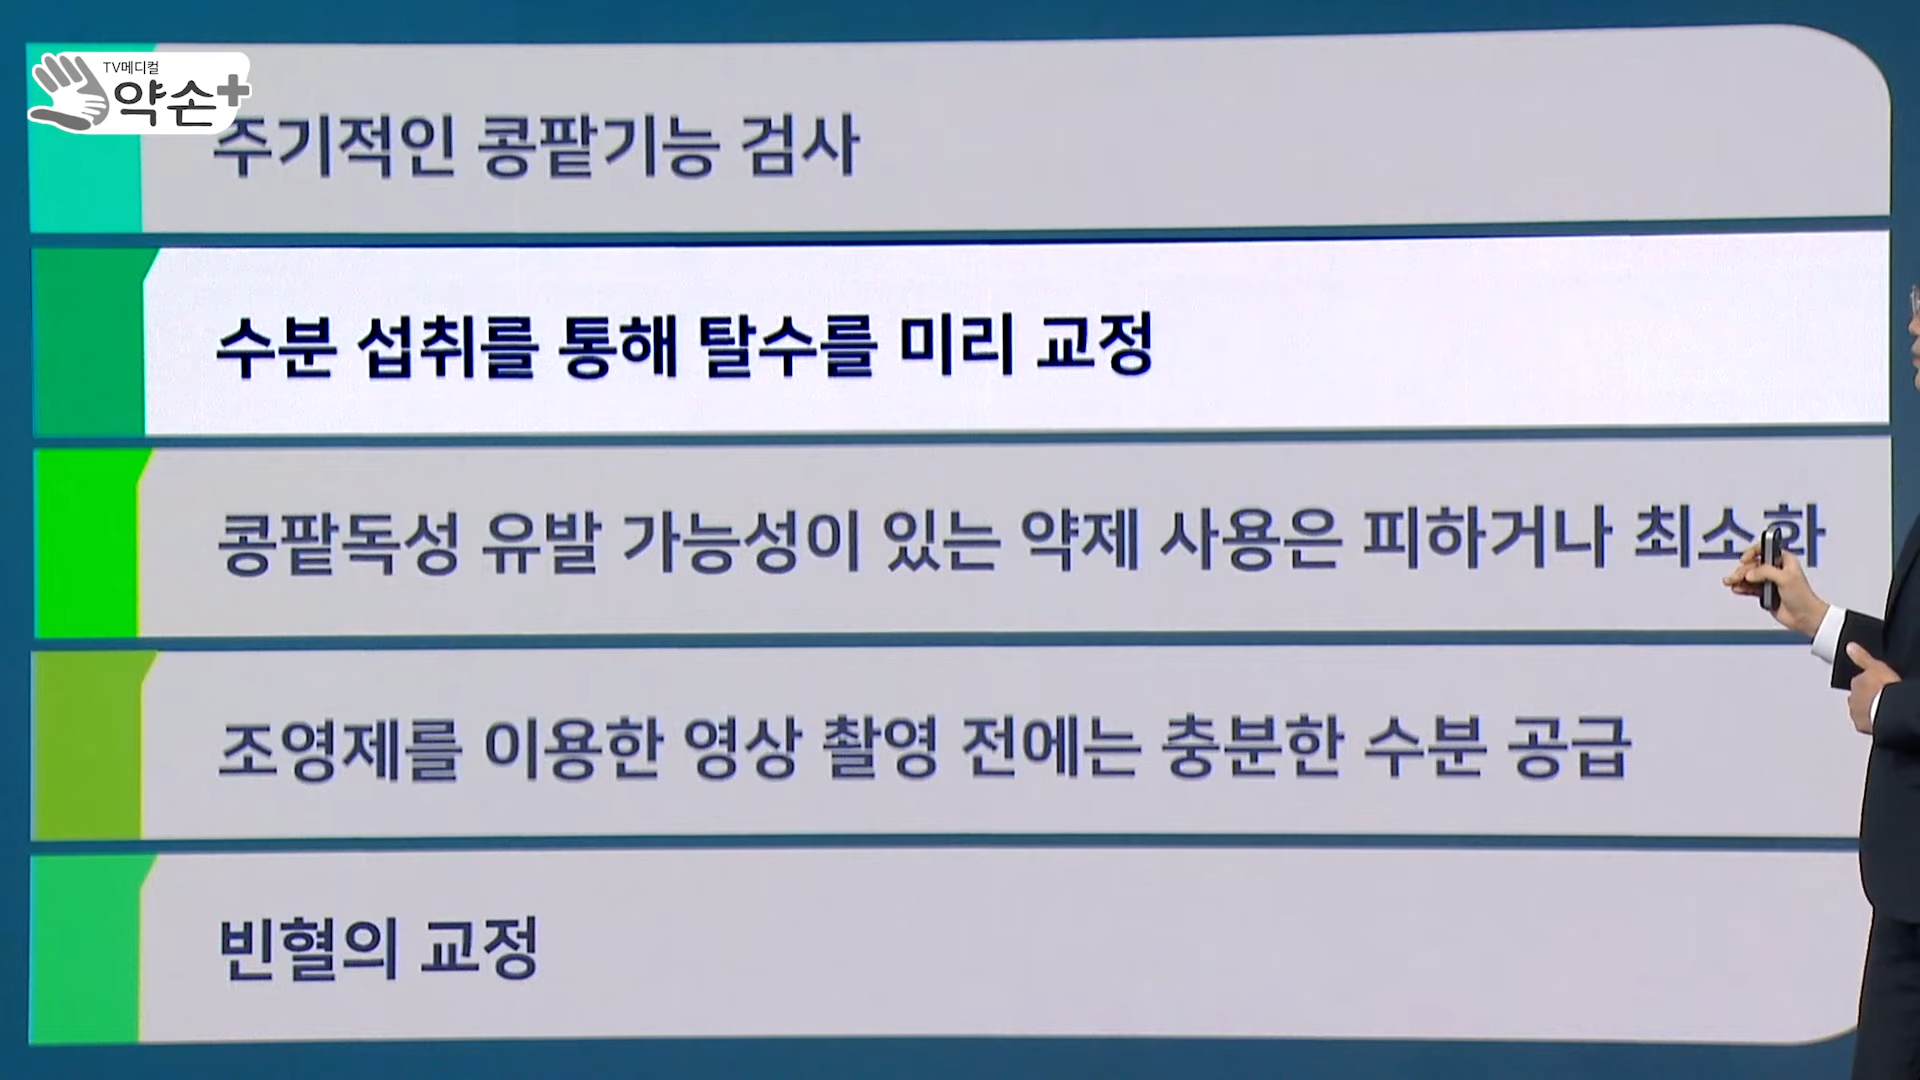 TV메디컬
약손+
주기적인 콩팥기능 검사
수분 섭취를 통해 탈수를 미리 교정
콩팥독성 유발 가능성이 있는 약제 사용은 피하거나 최소화
조영제를 이용한 영상 촬영 전에는 충분한 수분 공급
빈혈의 교정